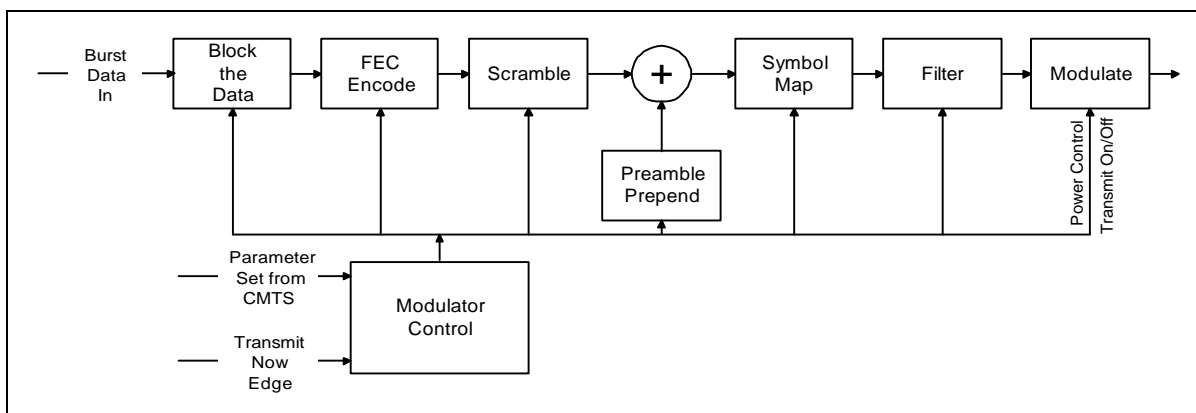 Burst
Data
In
Block
the
Data
FEC
Encode
Scramble
+
Symbol
Map
Filter
Modulate
Preamble
Prepend
Power Control
Transmit On/Off
Parameter
Set from
CMTS
Modulator
Control
Transmit
Now
Edge